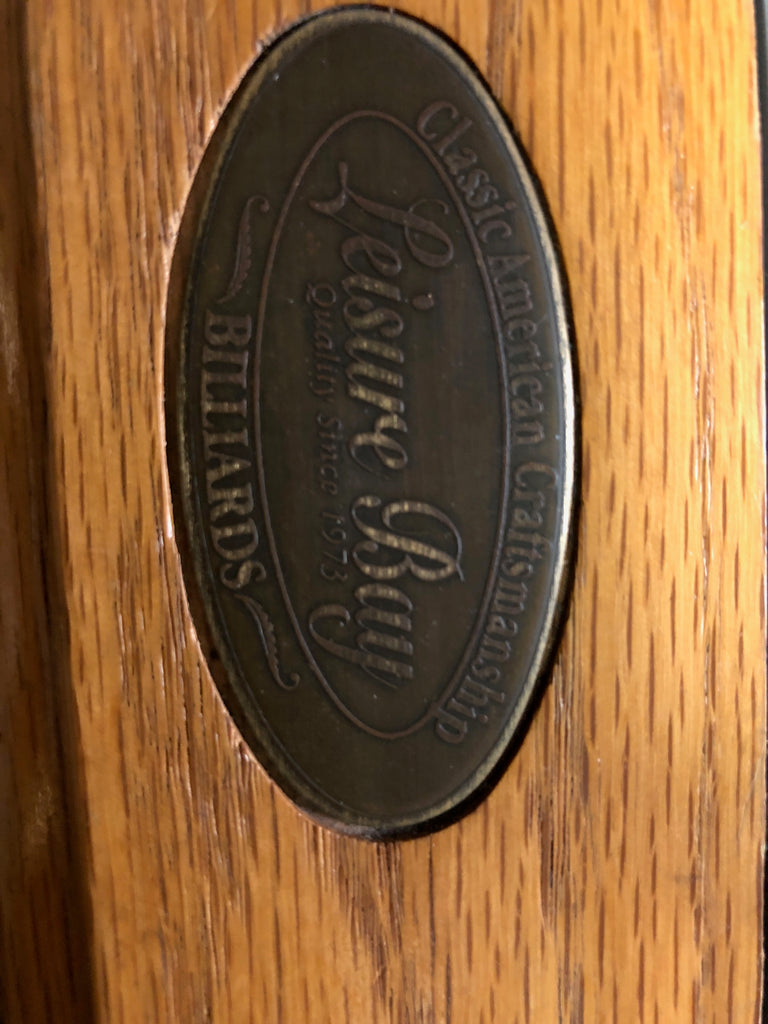 Classic American Craftsmanship
Leisure Bay
Quality Since 1973
BILLIARDS